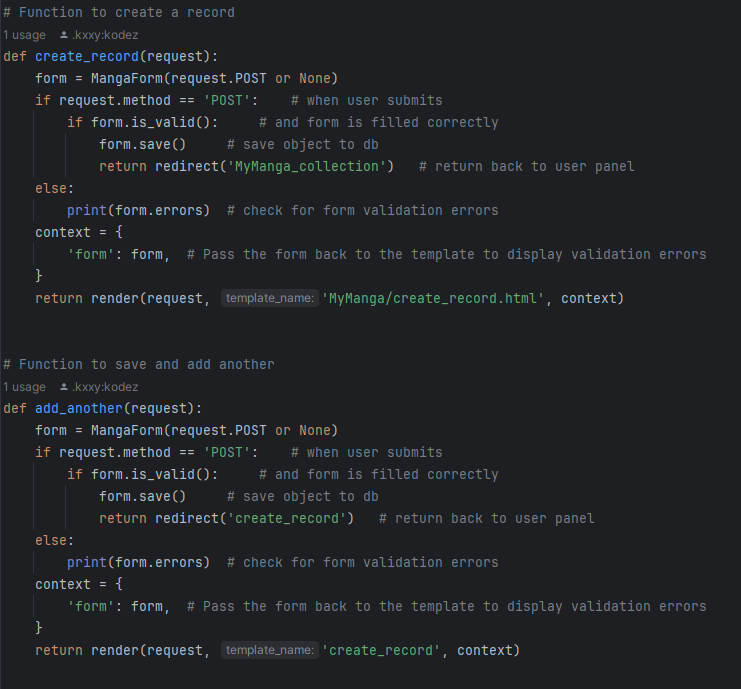 # Function to create a record
1 usage .kxxy:kodez
def create_record(request):
    form = MangaForm(request.POST or None)
    if request.method == 'POST':    # when user submits
        if form.is_valid():     # and form is filled correctly
            form.save()     # save object to db
            return redirect('MyManga_collection')   # return back to user panel
    else:
        print(form.errors)  # check for form validation errors
    context = {
        'form': form,  # Pass the form back to the template to display validation errors
    }
    return render(request, template_name: 'MyManga/create_record.html', context)
# Function to save and add another
1 usage .kxxy:kodez
def add_another(request):
    form = MangaForm(request.POST or None)
    if request.method == 'POST':    # when user submits
        if form.is_valid():     # and form is filled correctly
            form.save()     # save object to db
            return redirect('create_record')   # return back to user panel
    else:
        print(form.errors)  # check for form validation errors
    context = {
        'form': form,  # Pass the form back to the template to display validation errors
    }
    return render(request, template_name: 'create_record', context)